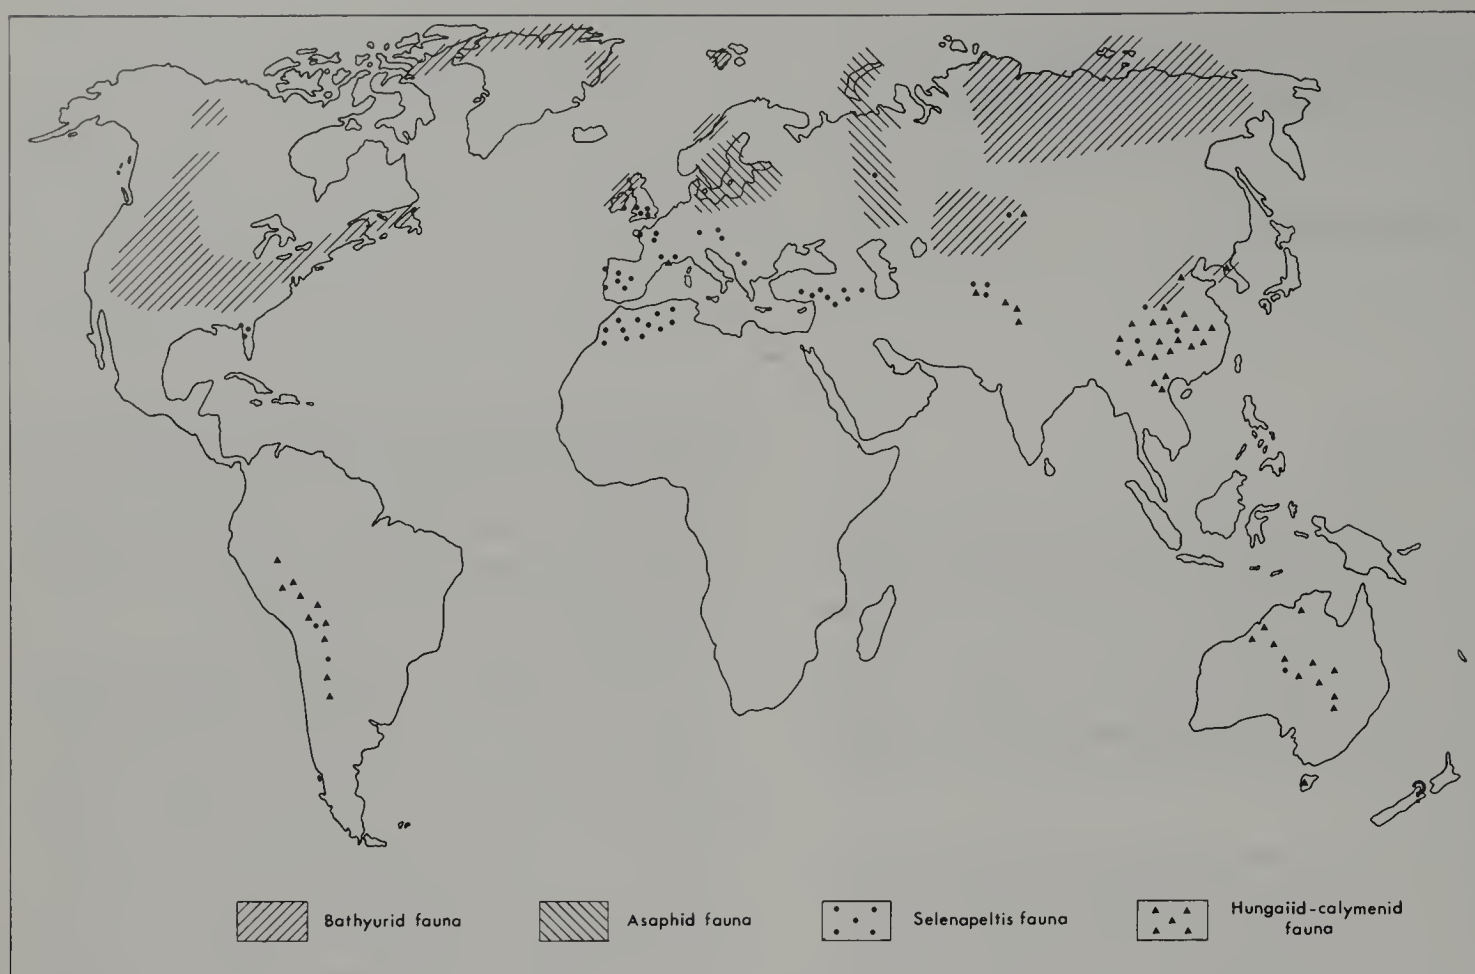 Bathyurid fauna
Asaphid fauna
Selenapeltis fauna
Hungaiid-calymenid
fauna